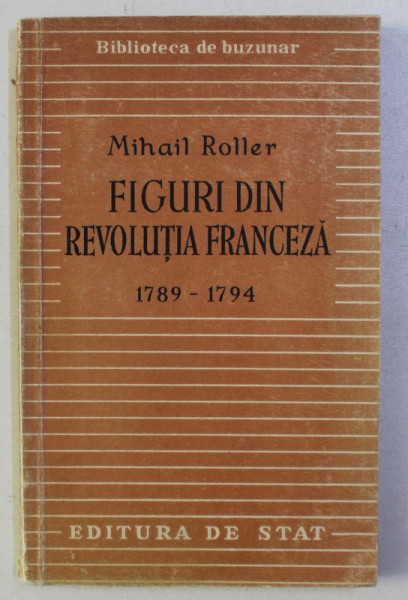 Biblioteca de buzunar
Mihail Roller
FIGURI DIN
REVOLUȚIA FRANCEZĂ
1789 - 1794
EDITURA DE STAT